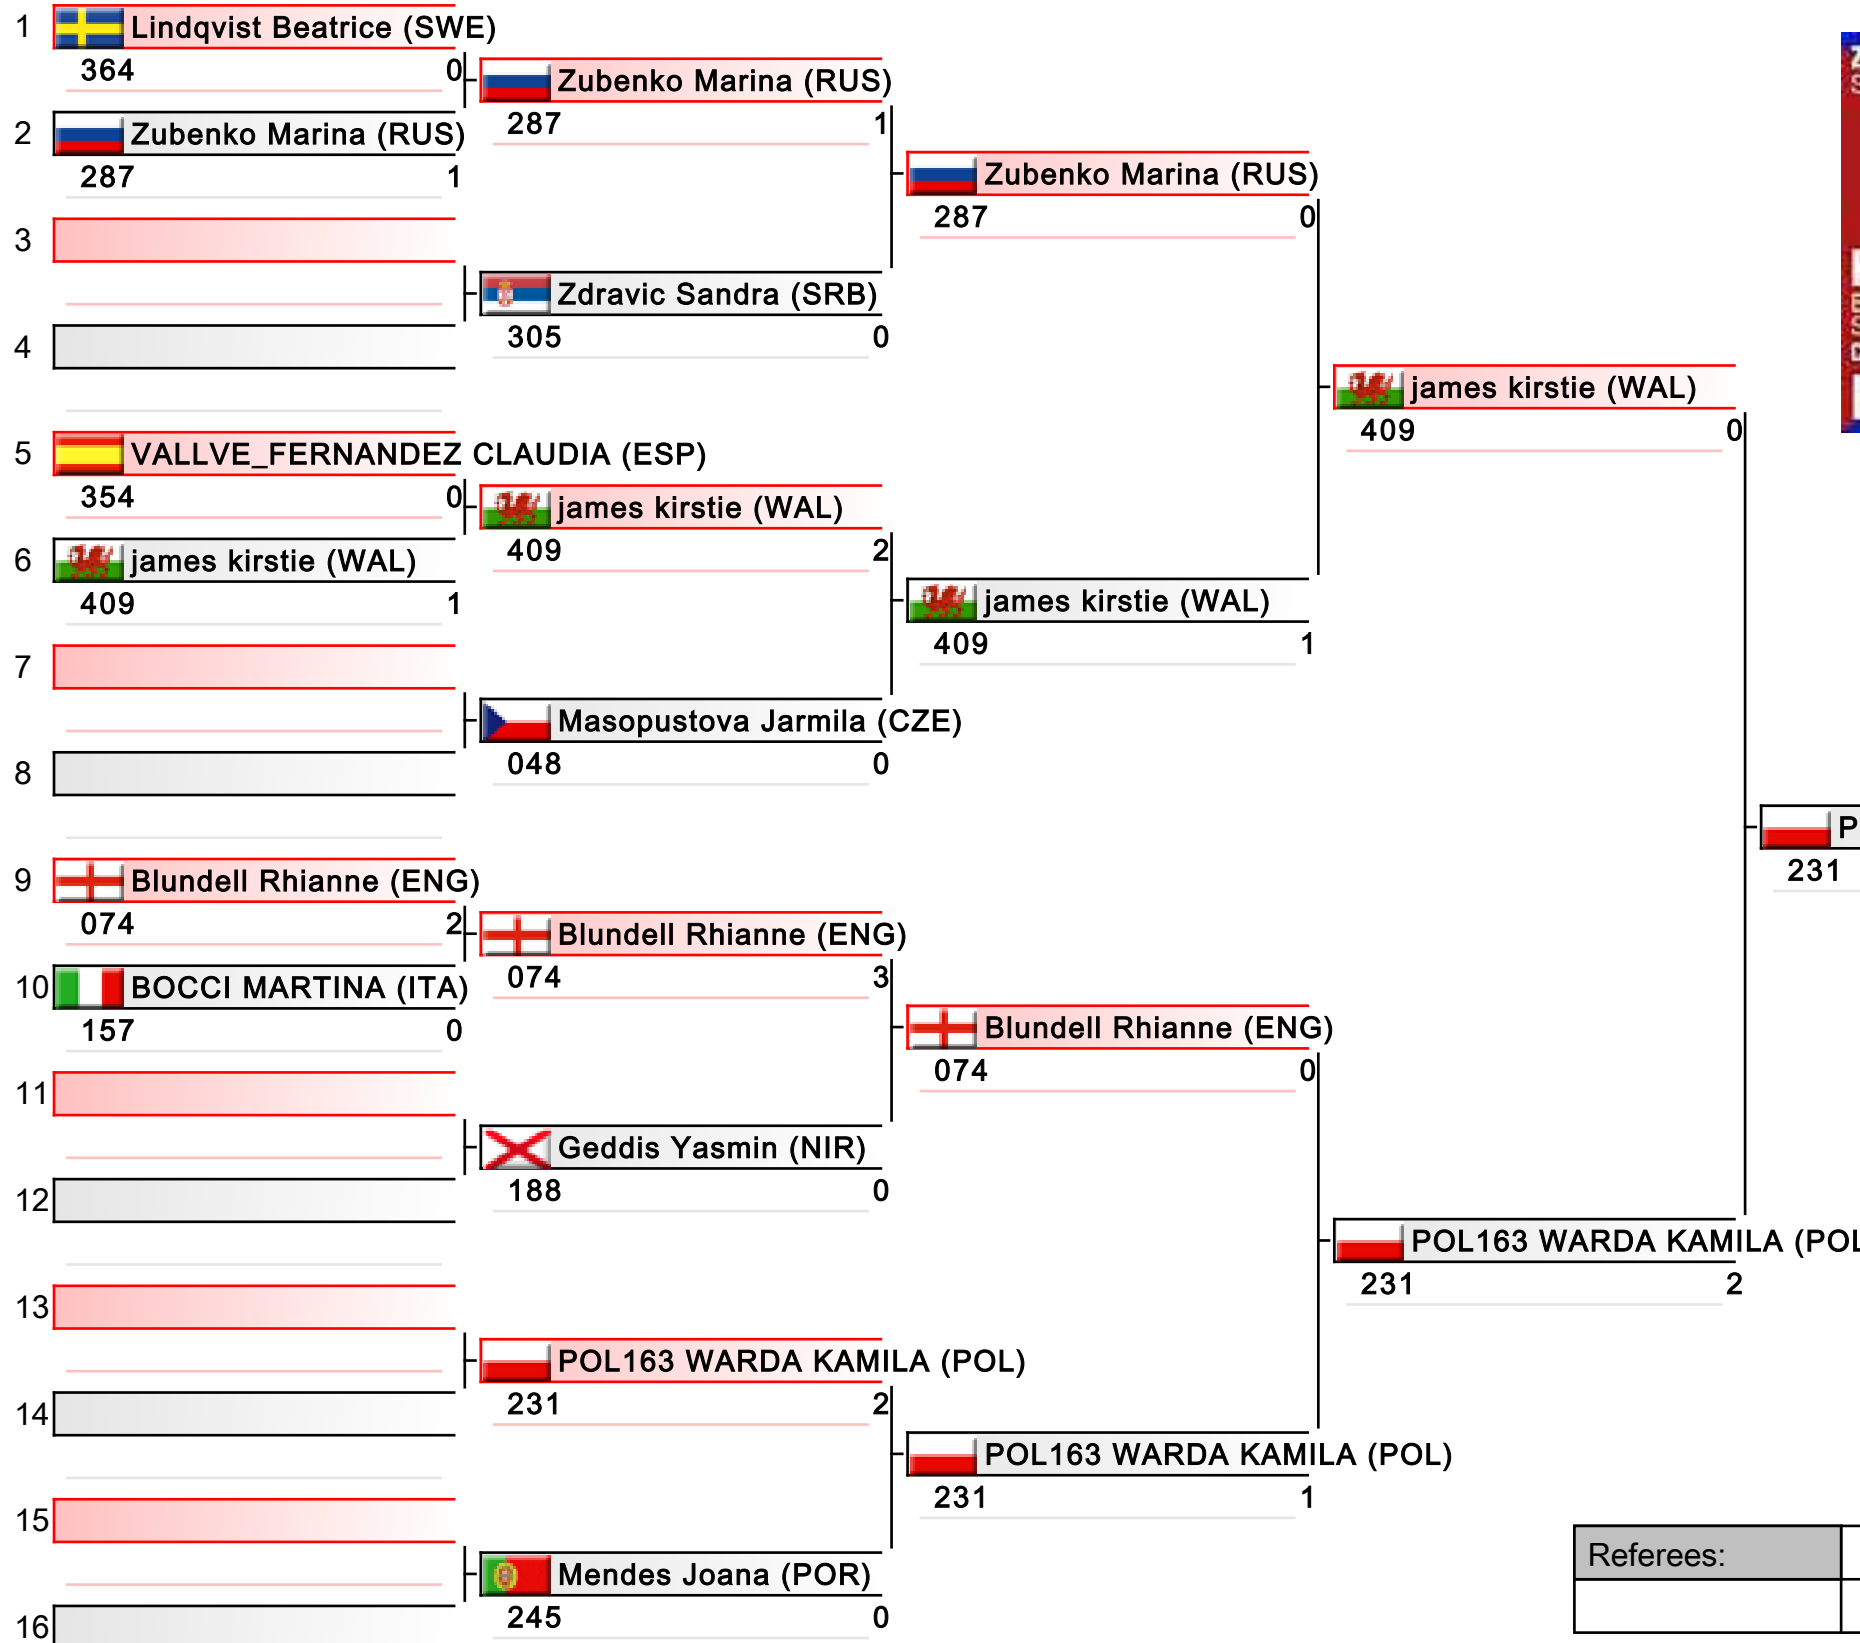 1 Lindqvist Beatrice (SWE)
364 0
Zubenko Marina (RUS)
287 1
2 Zubenko Marina (RUS)
287 1
Zubenko Marina (RUS)
287 0
3
Zdravic Sandra (SRB)
305 0
4
james kirstie (WAL)
409 0
5 VALLVE_FERNANDEZ CLAUDIA (ESP)
354 0
james kirstie (WAL)
409 2
6 james kirstie (WAL)
409 1
james kirstie (WAL)
409 1
7
Masopustova Jarmila (CZE)
048 0
8
P
231
9 Blundell Rhianne (ENG)
074 2
Blundell Rhianne (ENG)
074 3
10 BOCCI MARTINA (ITA)
157 0
Blundell Rhianne (ENG)
074 0
11
Geddis Yasmin (NIR)
188 0
12
POL163 WARDA KAMILA (POL
231 2
13
POL163 WARDA KAMILA (POL)
231 2
14
POL163 WARDA KAMILA (POL)
231 1
15
Mendes Joana (POR)
245 0
16
Referees: